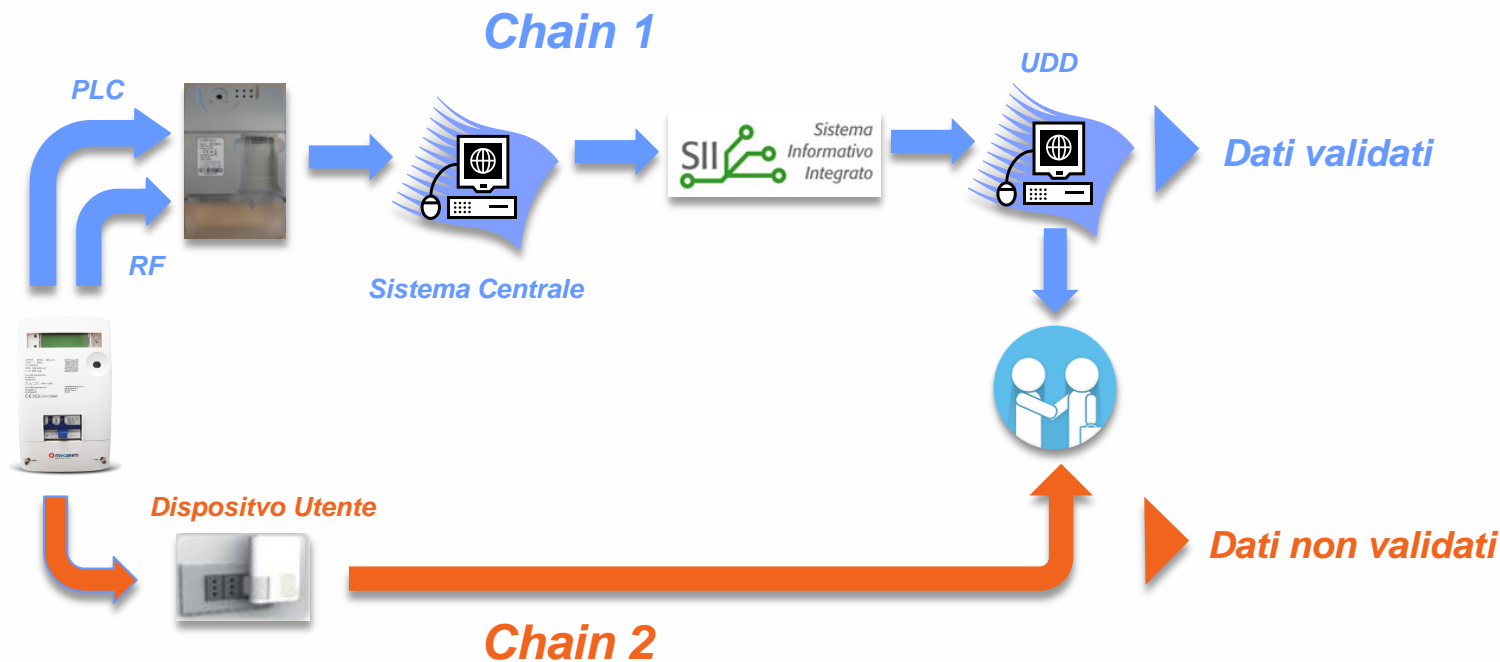 Chain 1
UDD
PLC
SII
Sistema
Informativo
Integrato
Dati validati
RF
Sistema Centrale
Dispositvo Utente
Dati non validati
Chain 2